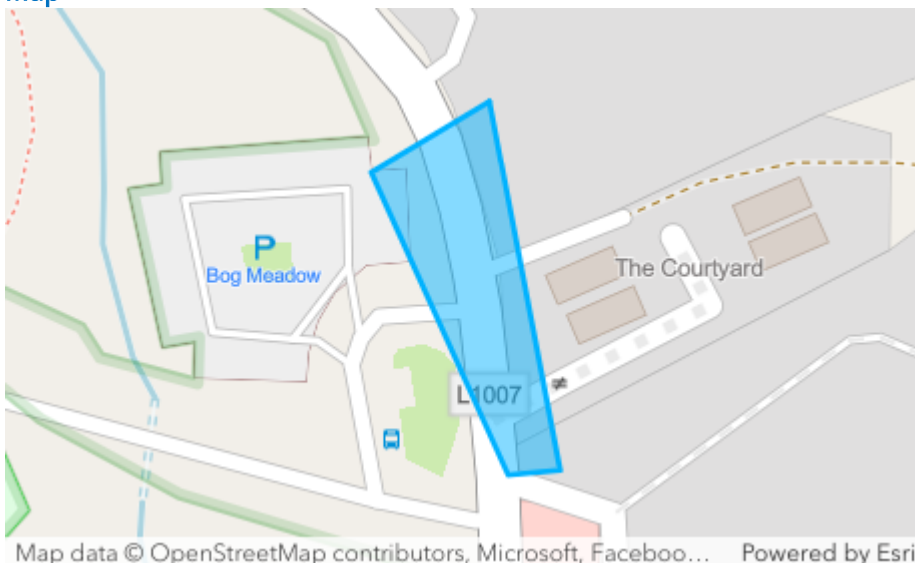 Map
P
Bog Meadow
The Courtyard
L1007
Map data © OpenStreetMap contributors, Microsoft, Faceboo... Powered by Esri